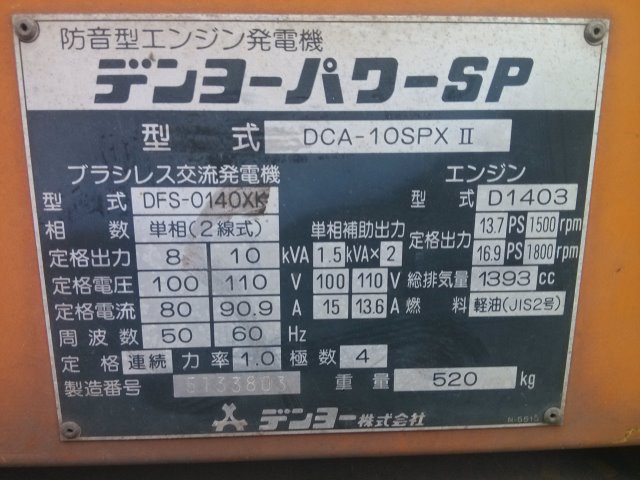 防音型エンジン発電機
デンヨーパワーSP
型式 DCA-10SPX Ⅱ
ブラシレス交流発電機 エンジン
型式 DFS-0140XK 型式 D1403
相数 単相(2線式) 単相補助出力 定格出力 13.7 PS 1500 rpm
定格出力 8 10 kVA 1.5 kVA×2 16.9 PS 1800 rpm
定格電圧 100 110 V 100 110 V 総排気量 1393 cc
定格電流 80 90.9 A 15 13.6 A 燃料 軽油(JIS2号)
周波数 50 60 Hz
定格 連続 力率 1.0 極数 4
製造番号 5133803 重量 520 kg
デンヨー株式会社